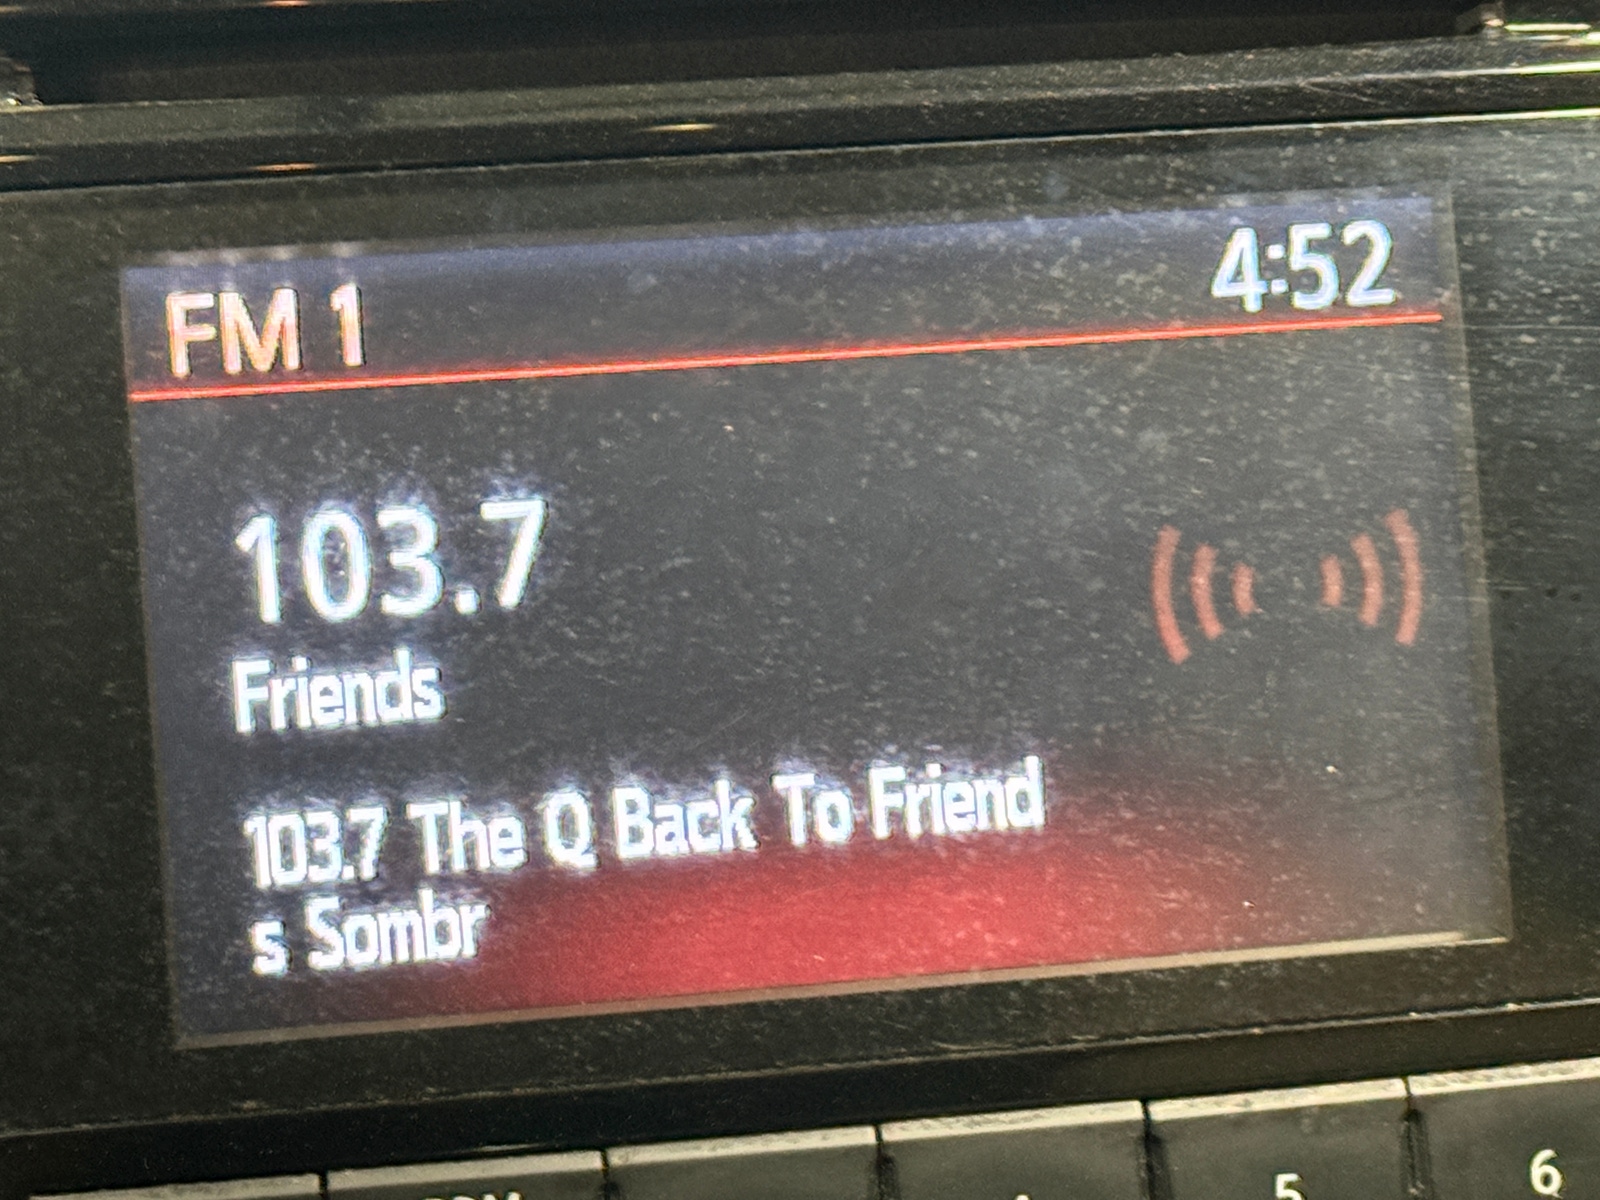 FM 1 4:52
103.7
Friends
103.7 The Q Back To Friend
s Sombr
5 6